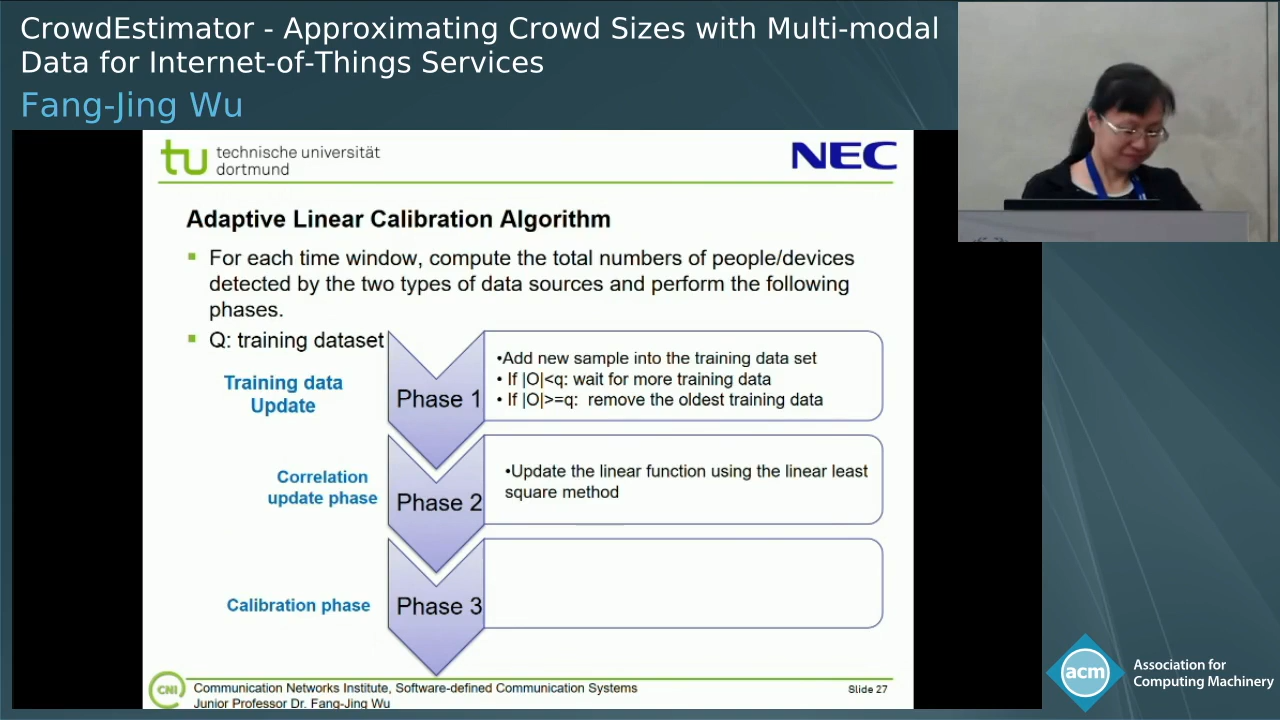 CrowdEstimator - Approximating Crowd Sizes with Multi-modal
Data for Internet-of-Things Services
Fang-Jing Wu
tu technische universität
dortmund
NEC
Adaptive Linear Calibration Algorithm
For each time window, compute the total numbers of people/devices
detected by the two types of data sources and perform the following
phases.
Q: training dataset
Training data
Update
Phase 1
•Add new sample into the training data set
• If |O|<q: wait for more training data
• If |O|>=q: remove the oldest training data
Correlation
update phase
Phase 2
•Update the linear function using the linear least
square method
Calibration phase
Phase 3
CNI
Communication Networks Institute, Software-defined Communication Systems
Junior Professor Dr. Fang-Jing Wu
Slide 27
acm
Association for
Computing Machinery